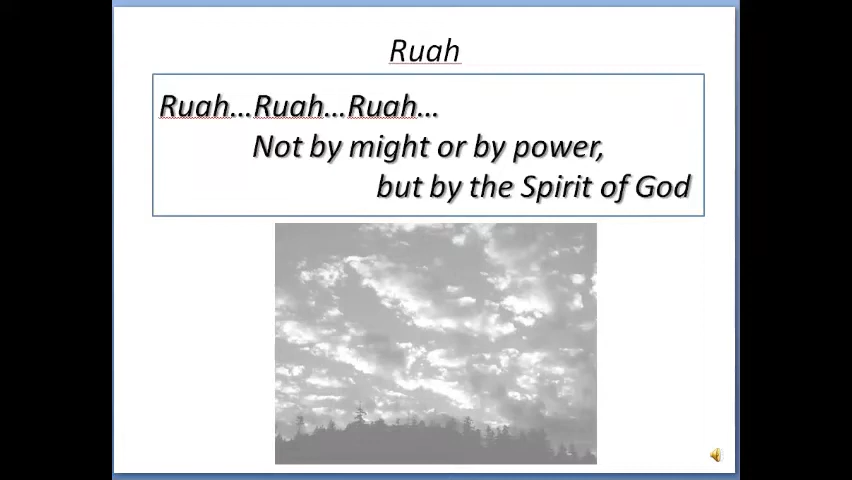 Ruah
Ruah...Ruah...Ruah...
Not by might or by power,
but by the Spirit of God